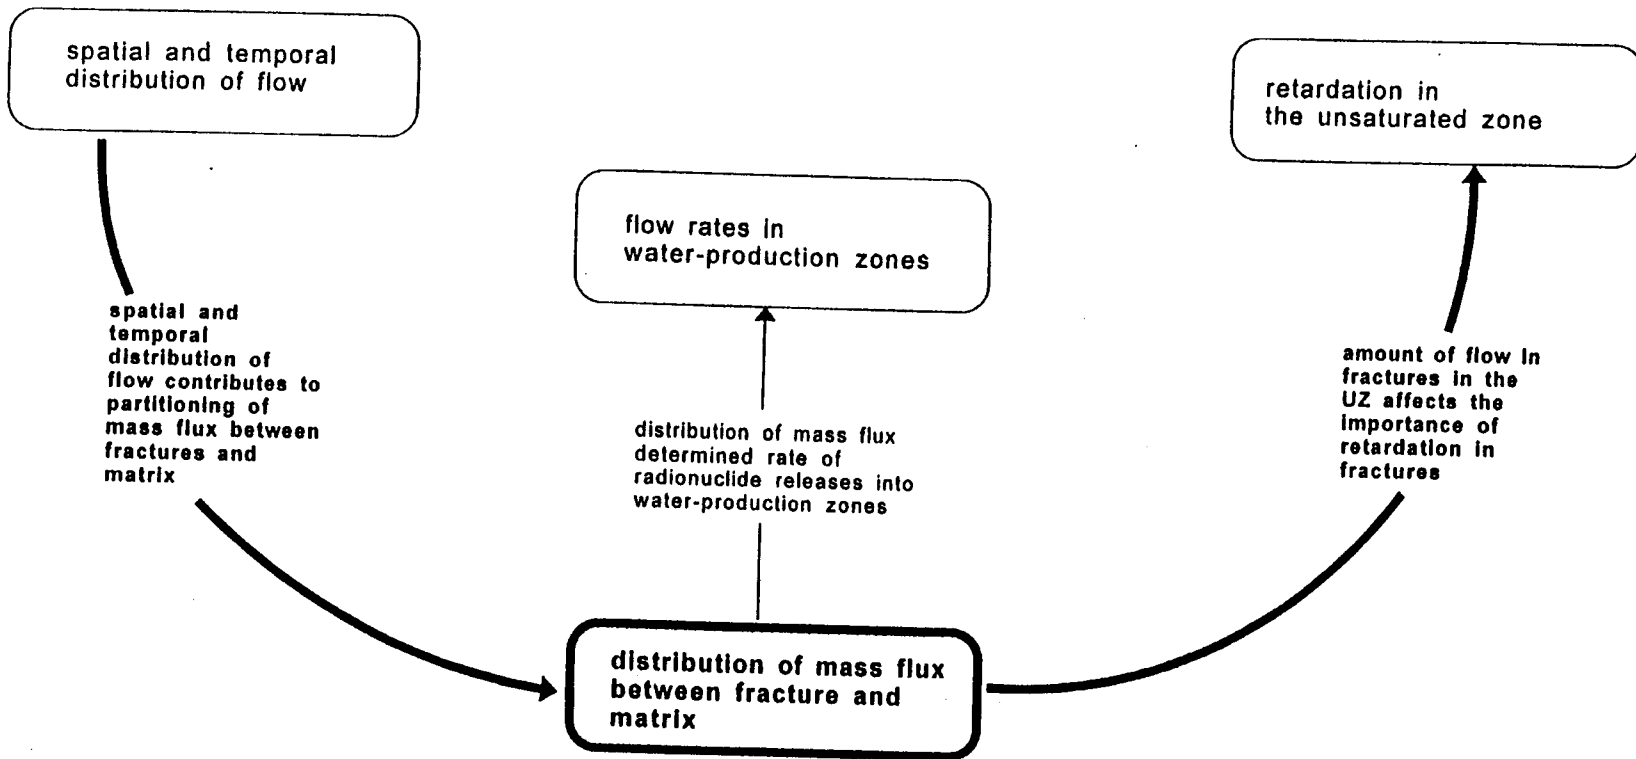 spatial and temporal
distribution of flow
retardation in
the unsaturated zone
flow rates in
water-production zones
spatial and
temporal
distribution of
flow contributes to
partitioning of
mass flux between
fractures and
matrix
distribution of mass flux
determined rate of
radionuclide releases into
water-production zones
amount of flow in
fractures in the
UZ affects the
importance of
retardation in
fractures
distribution of mass flux
between fracture and
matrix